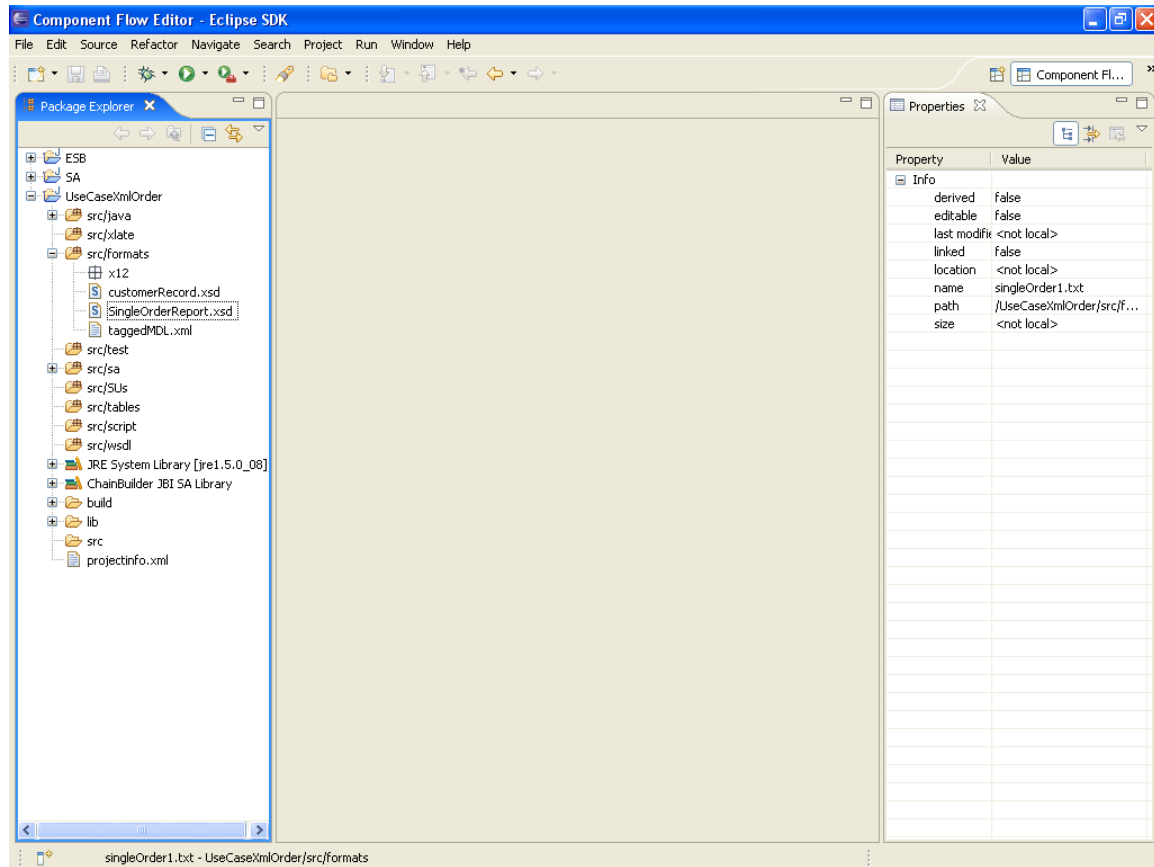 Component Flow Editor - Eclipse SDK
File Edit Source Refactor Navigate Search Project Run Window Help
Component Fl...
Package Explorer
ESB
SA
UseCaseXmlOrder
src/java
src/xlate
src/formats
x12
customerRecord.xsd
SingleOrderReport.xsd
taggedMDL.xml
src/test
src/sa
src/SUs
src/tables
src/script
src/wsdl
JRE System Library [jre1.5.0_08]
ChainBuilder JBI SA Library
build
lib
src
projectinfo.xml
Properties
Property Value
Info
derived false
editable false
last modifie <not local>
linked false
location <not local>
name singleOrder1.txt
path /UseCaseXmlOrder/src/f...
size <not local>
singleOrder1.txt - UseCaseXmlOrder/src/formats